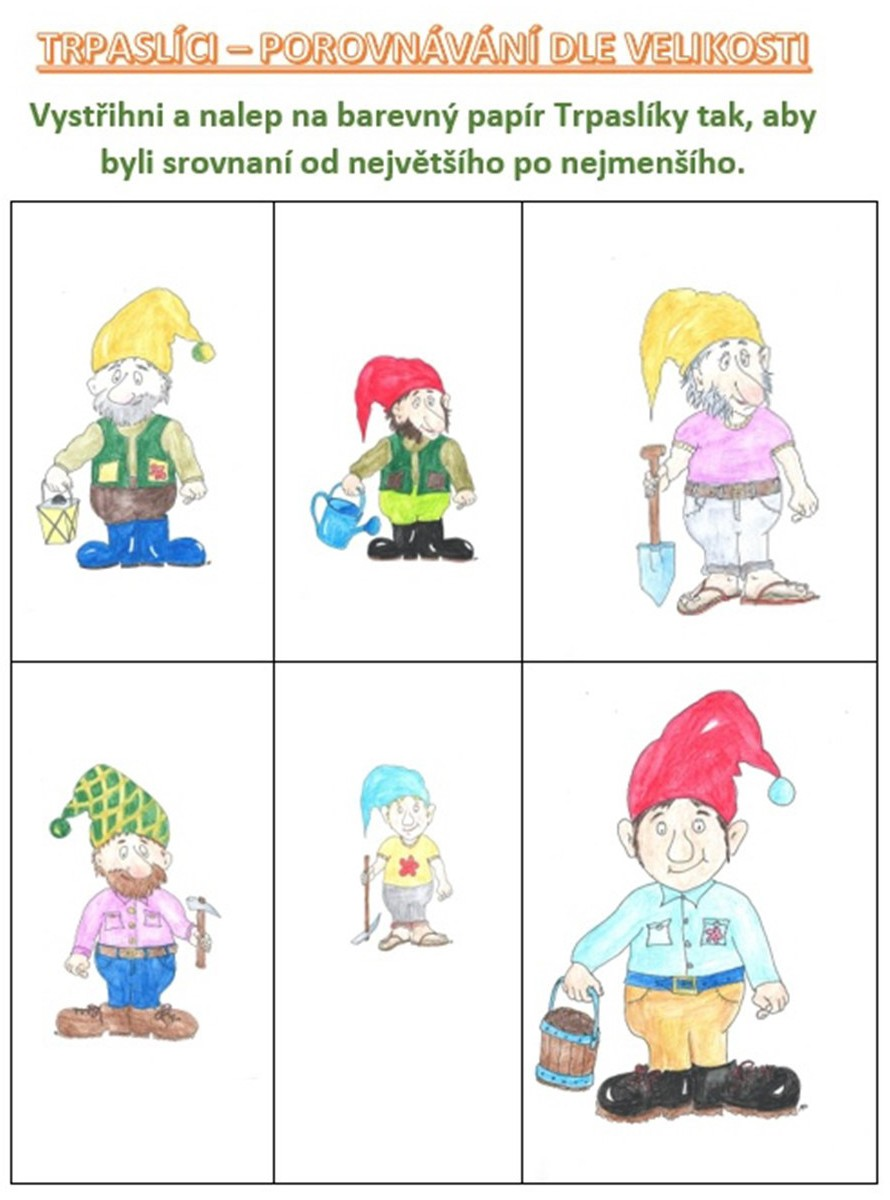 TRPASLÍCI – POROVNÁVÁNÍ DLE VELIKOSTI
Vystřihni a nalep na barevný papír Trpaslíky tak, aby
byli srovnaní od největšího po nejmenšího.